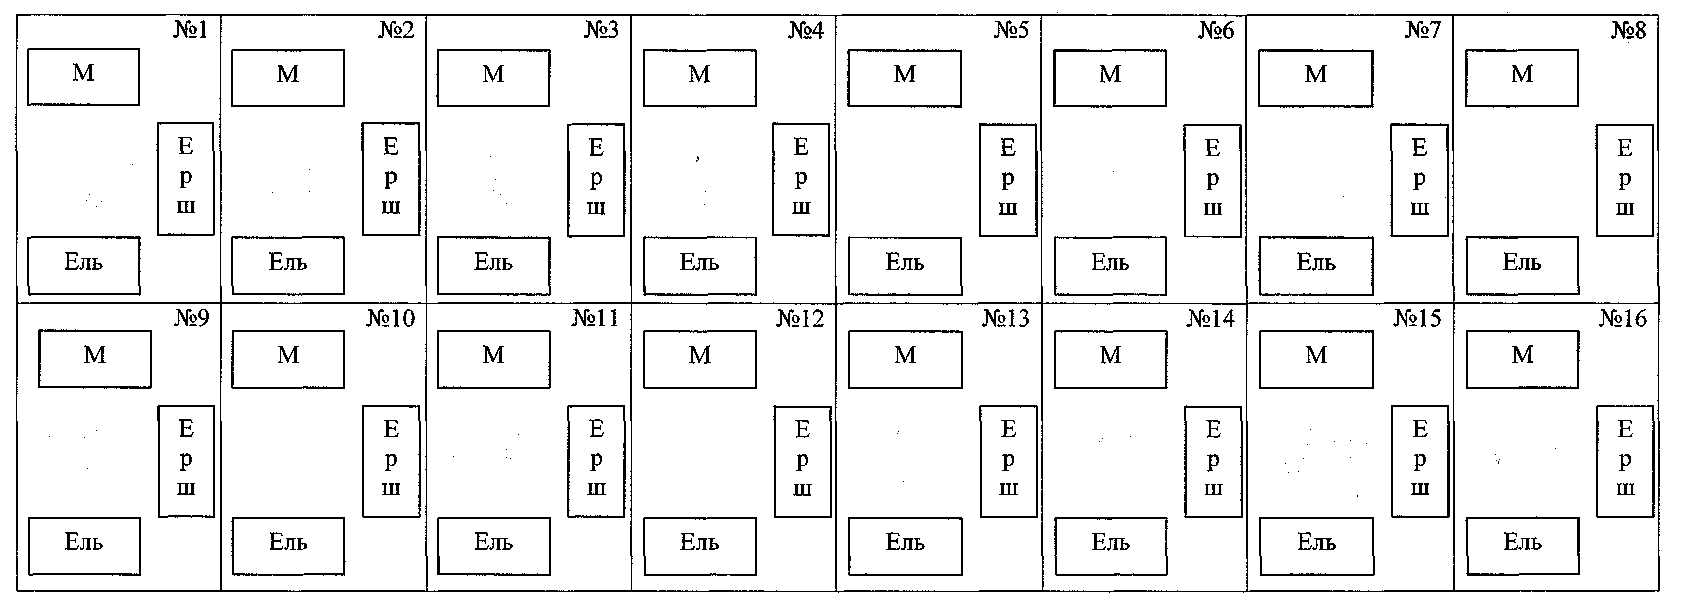 №1 №2 №3 №4 №5 №6 №7 №8
М М М М М М М М
Е Е Е Е Е Е Е Е
р р р р р р р р
ш ш ш ш ш ш ш ш
Ель Ель Ель Ель Ель Ель Ель Ель
№9 №10 №11 №12 №13 №14 №15 №16
М М М М М М М М
Е Е Е Е Е Е Е Е
р р р р р р р р
ш ш ш ш ш ш ш ш
Ель Ель Ель Ель Ель Ель Ель Ель